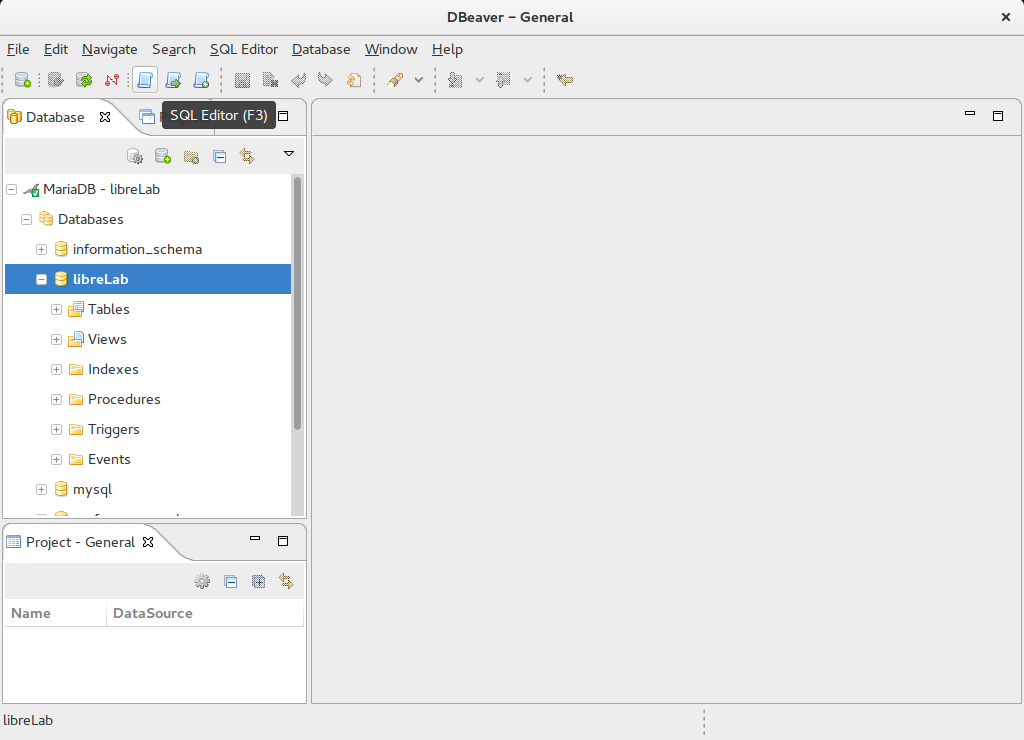 DBeaver – General
File Edit Navigate Search SQL Editor Database Window Help
Database
SQL Editor (F3)
MariaDB - libreLab
Databases
information_schema
libreLab
Tables
Views
Indexes
Procedures
Triggers
Events
mysql
Project - General
Name DataSource
libreLab